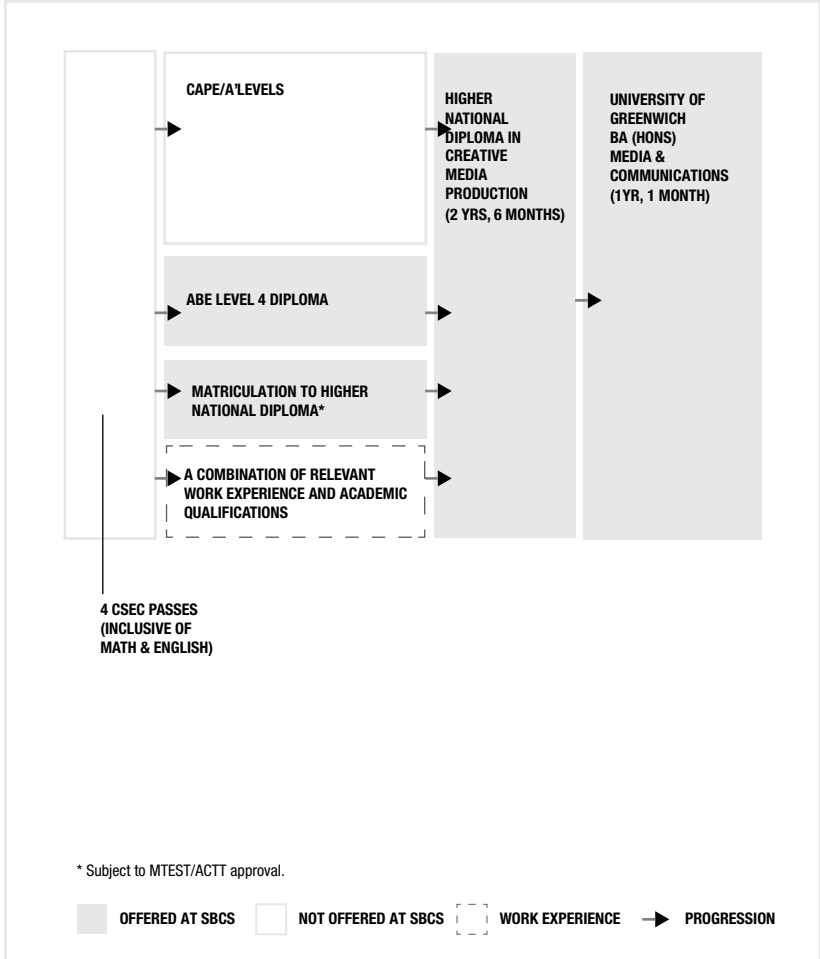 CAPE/A'LEVELS
HIGHER
NATIONAL
DIPLOMA IN
CREATIVE
MEDIA
PRODUCTION
(2 YRS, 6 MONTHS)
UNIVERSITY OF
GREENWICH
BA (HONS)
MEDIA &
COMMUNICATIONS
(1YR, 1 MONTH)
ABE LEVEL 4 DIPLOMA
MATRICULATION TO HIGHER
NATIONAL DIPLOMA*
A COMBINATION OF RELEVANT
WORK EXPERIENCE AND ACADEMIC
QUALIFICATIONS
4 CSEC PASSES
(INCLUSIVE OF
MATH & ENGLISH)
* Subject to MTEST/ACTT approval.
OFFERED AT SBCS
NOT OFFERED AT SBCS
WORK EXPERIENCE
PROGRESSION